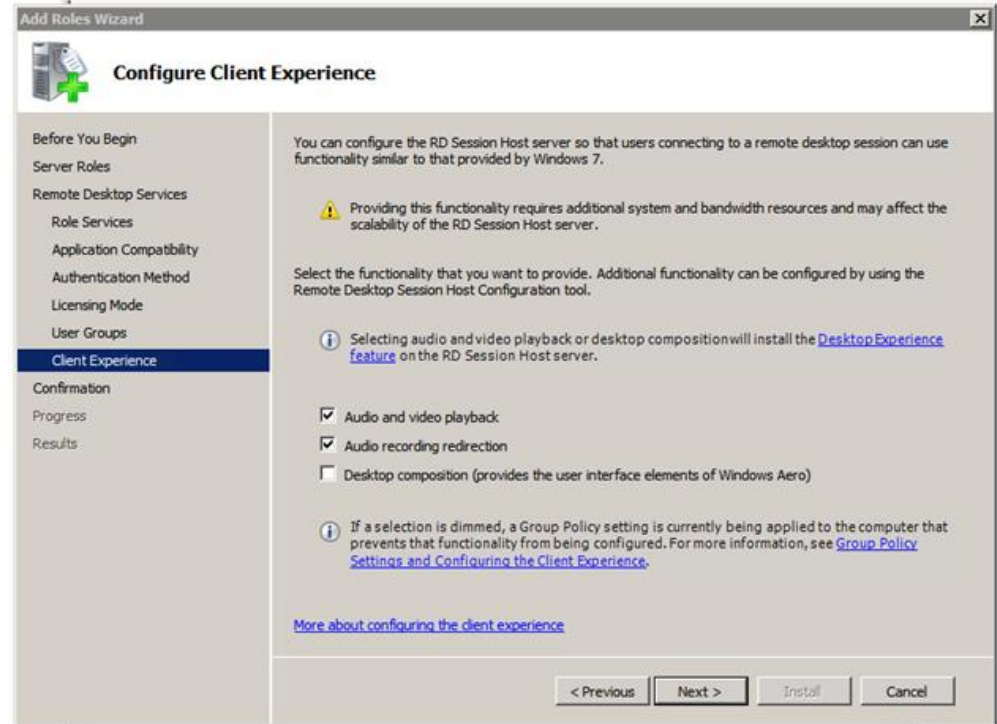 Add Roles Wizard
Configure Client Experience
Before You Begin
Server Roles
Remote Desktop Services
Role Services
Application Compatibility
Authentication Method
Licensing Mode
User Groups
Client Experience
Confirmation
Progress
Results
You can configure the RD Session Host server so that users connecting to a remote desktop session can use
functionality similar to that provided by Windows 7.
Providing this functionality requires additional system and bandwidth resources and may affect the
scalability of the RD Session Host server.
Select the functionality that you want to provide. Additional functionality can be configured by using the
Remote Desktop Session Host Configuration tool.
Selecting audio and video playback or desktop composition will install the Desktop Experience
feature on the RD Session Host server.
Audio and video playback
Audio recording redirection
Desktop composition (provides the user interface elements of Windows Aero)
If a selection is dimmed, a Group Policy setting is currently being applied to the computer that
prevents that functionality from being configured. For more information, see Group Policy
Settings and Configuring the Client Experience.
More about configuring the client experience
< Previous
Next >
Install
Cancel